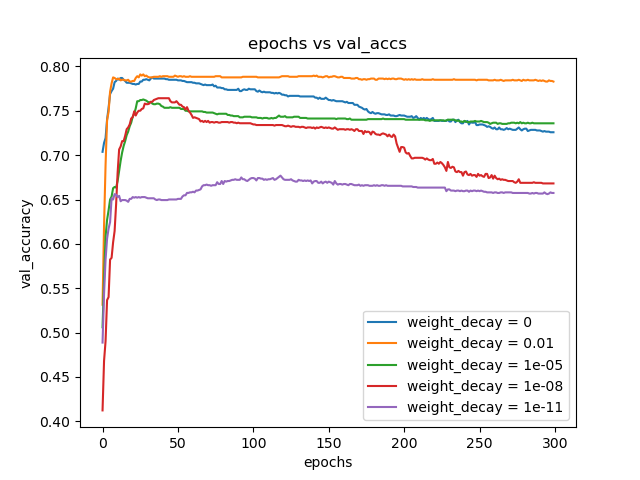 epochs vs val_accs
val_accuracy
0.80
0.75
0.70
0.65
0.60
0.55
0.50
0.45
0.40
weight_decay = 0
weight_decay = 0.01
weight_decay = 1e-05
weight_decay = 1e-08
weight_decay = 1e-11
0 50 100 150 200 250 300
epochs